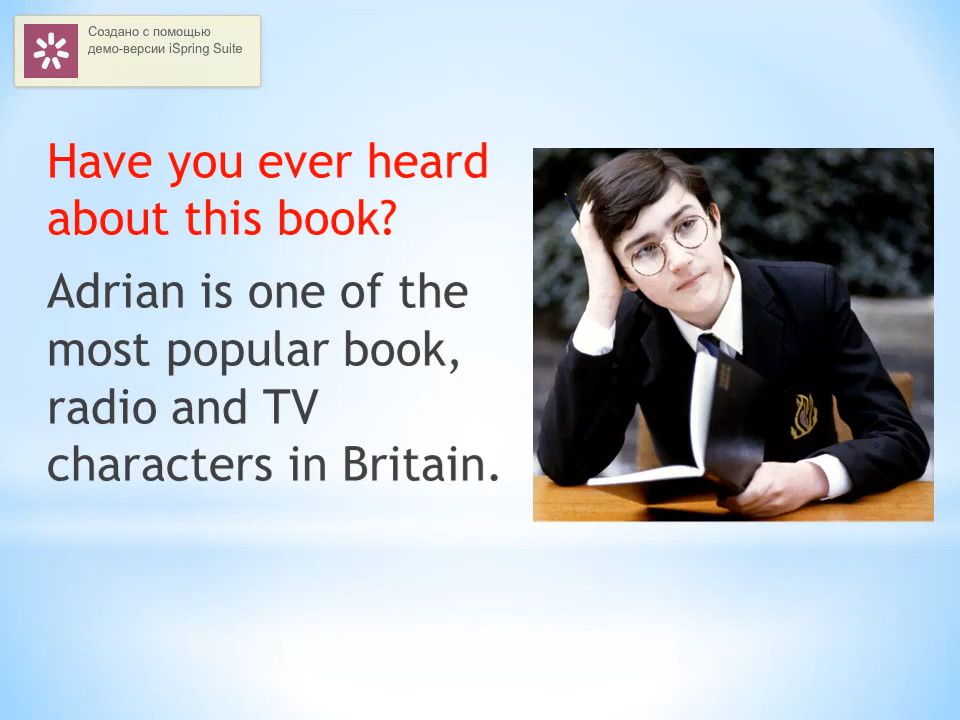 Создано с помощью
демо-версии iSpring Suite
Have you ever heard
about this book?
Adrian is one of the
most popular book,
radio and TV
characters in Britain.